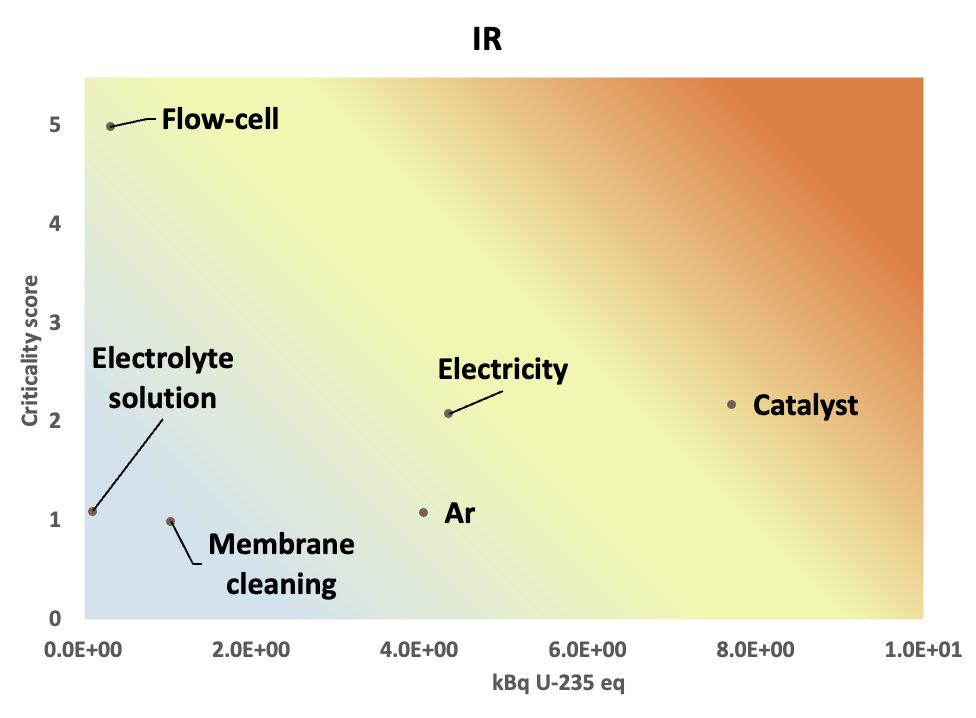 IR
Criticality score
5
4
3
2
1
0
Flow-cell
Electrolyte
solution
Electricity
Catalyst
Ar
Membrane
cleaning
0.0E+00
2.0E+00
4.0E+00
6.0E+00
8.0E+00
1.0E+01
kBq U-235 eq